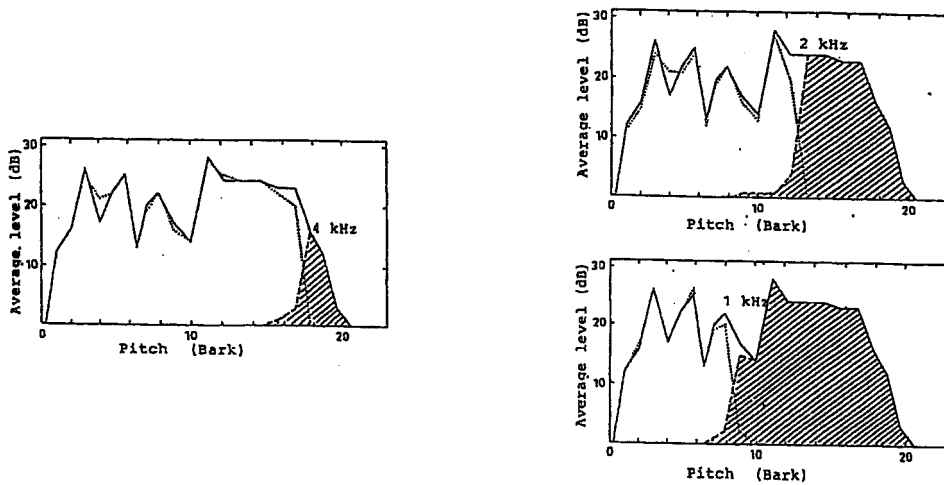 30
20
10
Average level (dB)
4 kHz
0 10 20
Pitch (Bark)
30
20
10
Average level (dB)
2 kHz
0 10 20
Pitch (Bark)
30
20
10
Average level (dB)
1 kHz
0 10 20
Pitch (Bark)